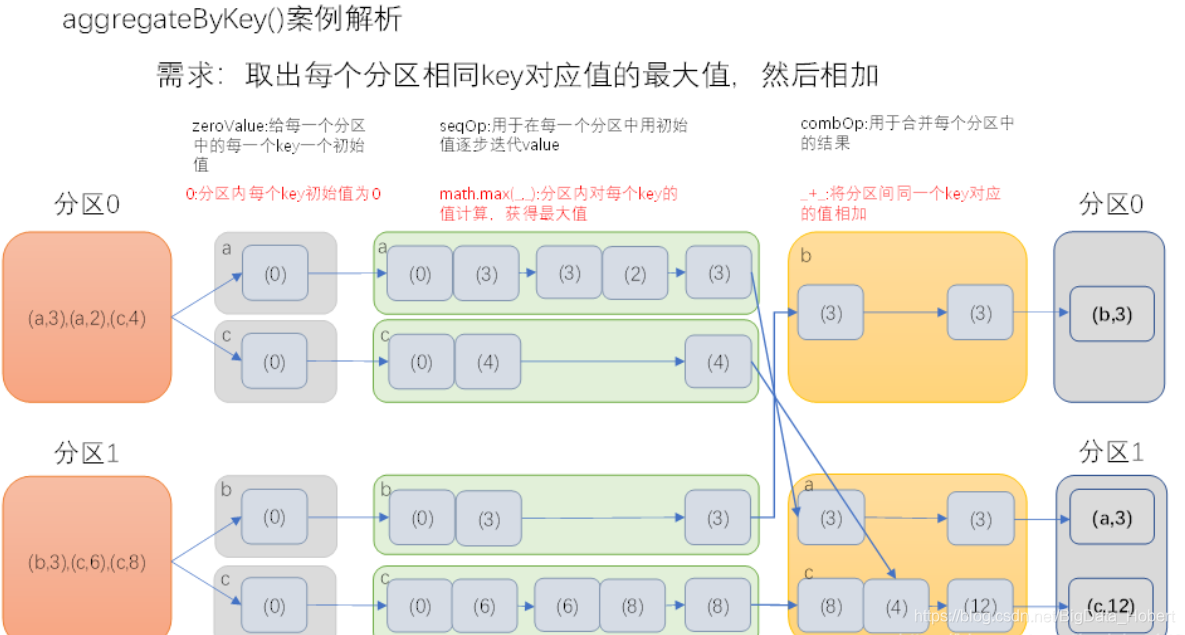 aggregateByKey()案例解析
需求：取出每个分区相同key对应值的最大值，然后相加
zeroValue:给每一个分区
中的每一个key一个初始
值
0:分区内每个key初始值为0
seqOp:用于在每一个分区中用初始
值逐步迭代value
math.max(_,_):分区内对每个key的
值计算，获得最大值
combOp:用于合并每个分区中
的结果
_+_:将分区间同一个key对应
的值相加
分区0
分区0
(a,3),(a,2),(c,4)
a
(0)
a
(0)
(3)
(3)
(2)
(3)
c
(0)
c
(0)
(4)
(4)
b
(3)
(3)
(b,3)
分区1
分区1
(b,3),(c,6),(c,8)
b
(0)
b
(0)
(3)
(3)
a
(3)
(3)
(a,3)
c
(0)
c
(0)
(6)
(6)
(8)
(8)
c
(8)
(4)
(12)
(c,12)
https://blog.csdn.net/BigData_Hobert